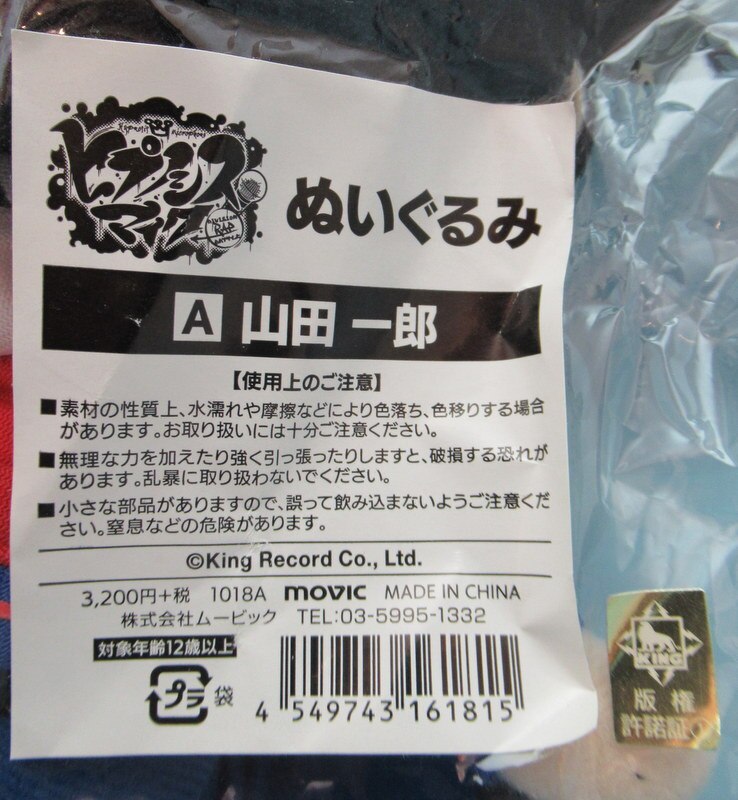 Hypnosis Microphone
ヒプノシス
マイク
DIVISION
RAP
BATTLE
ぬいぐるみ
A 山田 一郎
【使用上のご注意】
■素材の性質上、水濡れや摩擦などにより色落ち、色移りする場合
があります。お取り扱いには十分ご注意ください。
■無理な力を加えたり強く引っ張ったりしますと、破損する恐れが
あります。乱暴に取り扱わないでください。
■小さな部品がありますので、誤って飲み込まないようご注意くだ
さい。窒息などの危険があります。
©King Record Co., Ltd.
3,200円+税 1018A movic MADE IN CHINA
株式会社ムービック TEL:03-5995-1332
対象年齢12歳以上
プラ 袋
4 549743 161815
KING
版権
許諾証